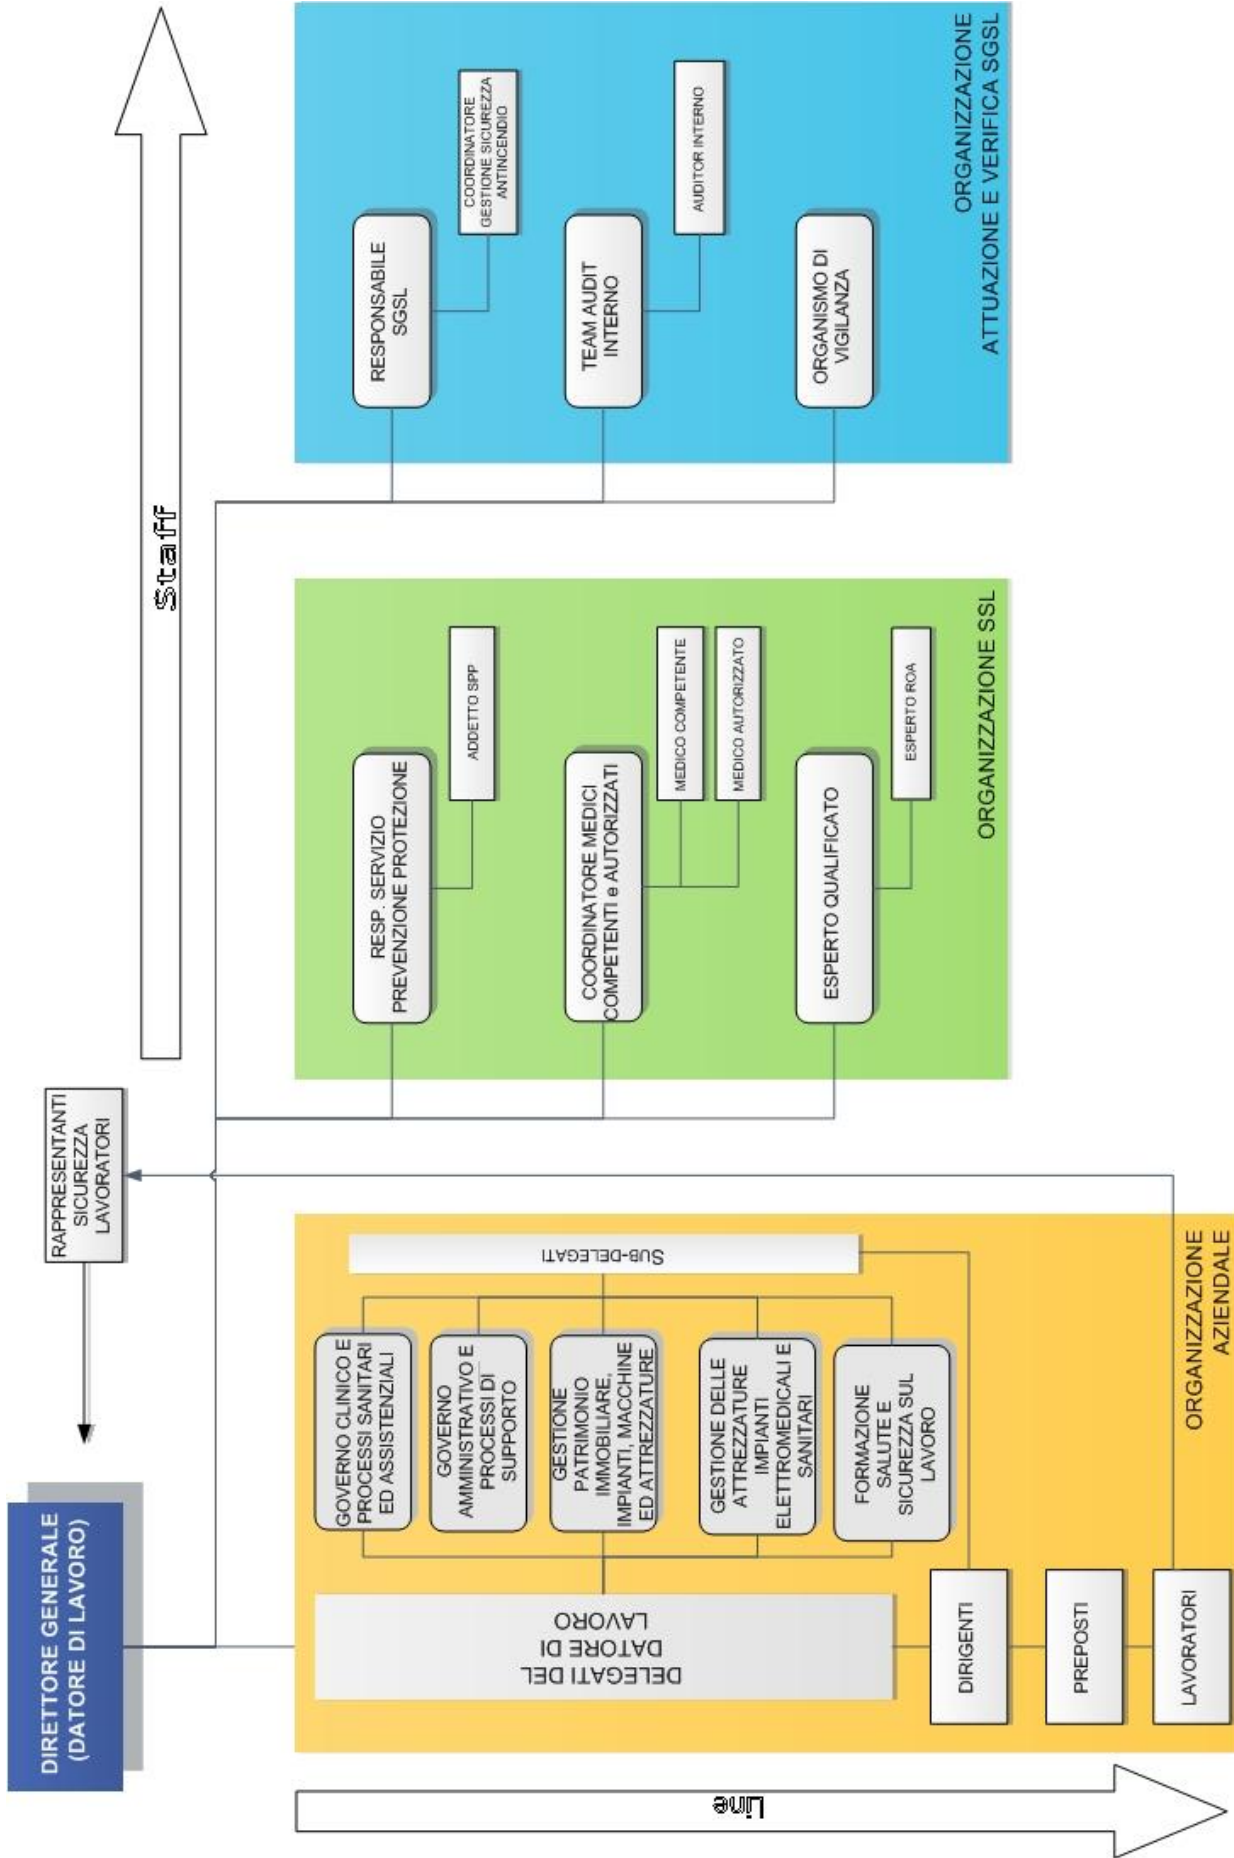 DIRETTORE GENERALE
(DATORE DI LAVORO)
RAPPRESENTANTI
SICUREZZA
LAVORATORI
Staff
Line
DELEGATI DEL
DATORE DI
LAVORO
GOVERNO CLINICO E
PROCESSI SANITARI
ED ASSISTENZIALI
GOVERNO
AMMINISTRATIVO E
PROCESSI DI
SUPPORTO
GESTIONE
PATRIMONIO
IMMOBILIARE,
IMPIANTI, MACCHINE
ED ATTREZZATURE
GESTIONE DELLE
ATTREZZATURE
IMPIANTI
ELETTROMEDICALI E
SANITARI
FORMAZIONE
SALUTE E
SICUREZZA SUL
LAVORO
SUB-DELEGATI
DIRIGENTI
PREPOSTI
LAVORATORI
ORGANIZZAZIONE
AZIENDALE
RESP. SERVIZIO
PREVENZIONE PROTEZIONE
ADDETTO SPP
COORDINATORE MEDICI
COMPETENTI e AUTORIZZATI
MEDICO COMPETENTE
MEDICO AUTORIZZATO
ESPERTO QUALIFICATO
ESPERTO ROA
ORGANIZZAZIONE SSL
RESPONSABILE
SGSL
COORDINATORE
GESTIONE SICUREZZA
ANTINCENDIO
TEAM AUDIT
INTERNO
AUDITOR INTERNO
ORGANISMO DI
VIGILANZA
ORGANIZZAZIONE
ATTUAZIONE E VERIFICA SGSL